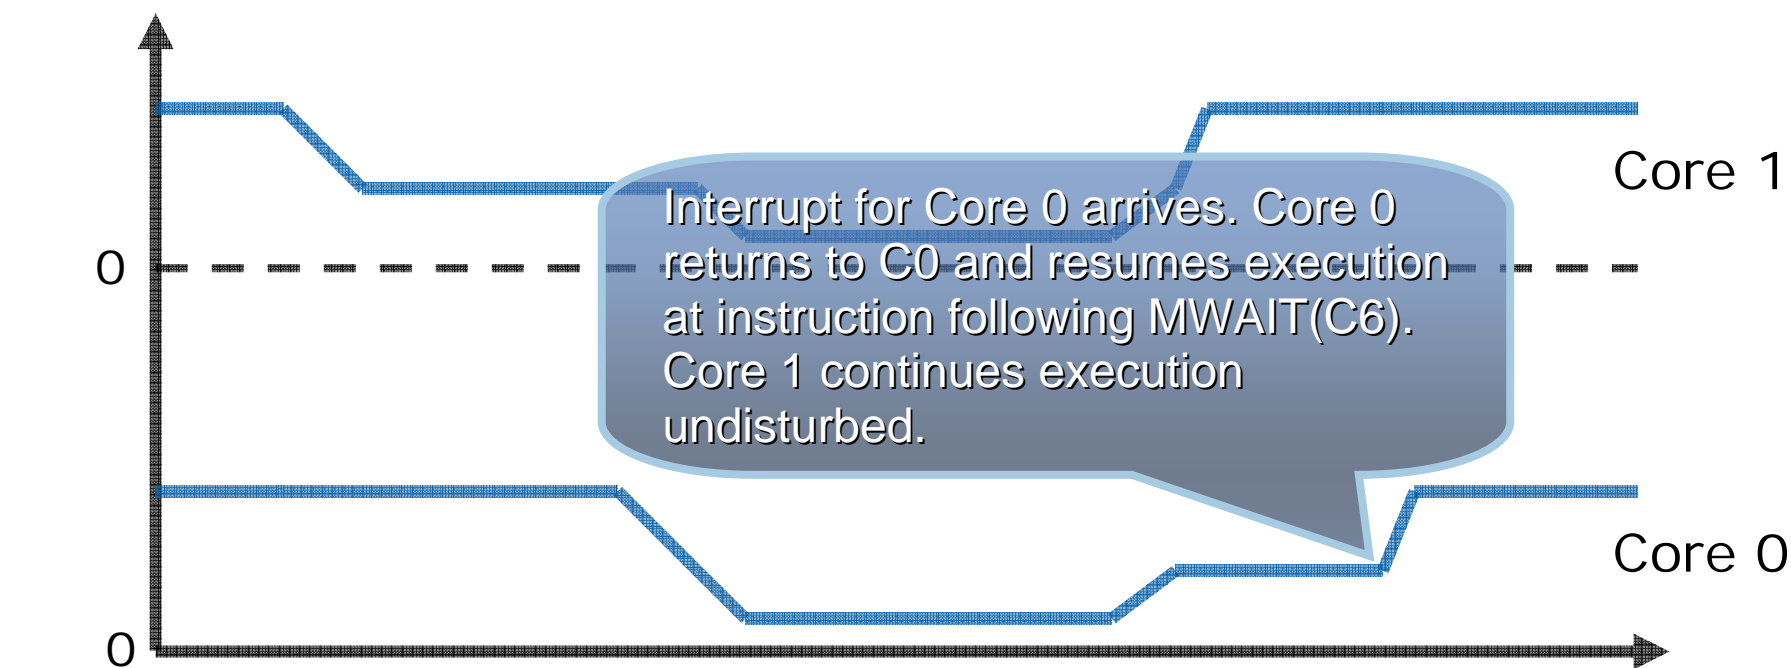 Core 1
0
Interrupt for Core 0 arrives. Core 0
returns to C0 and resumes execution
at instruction following MWAIT(C6).
Core 1 continues execution
undisturbed.
Core 0
0